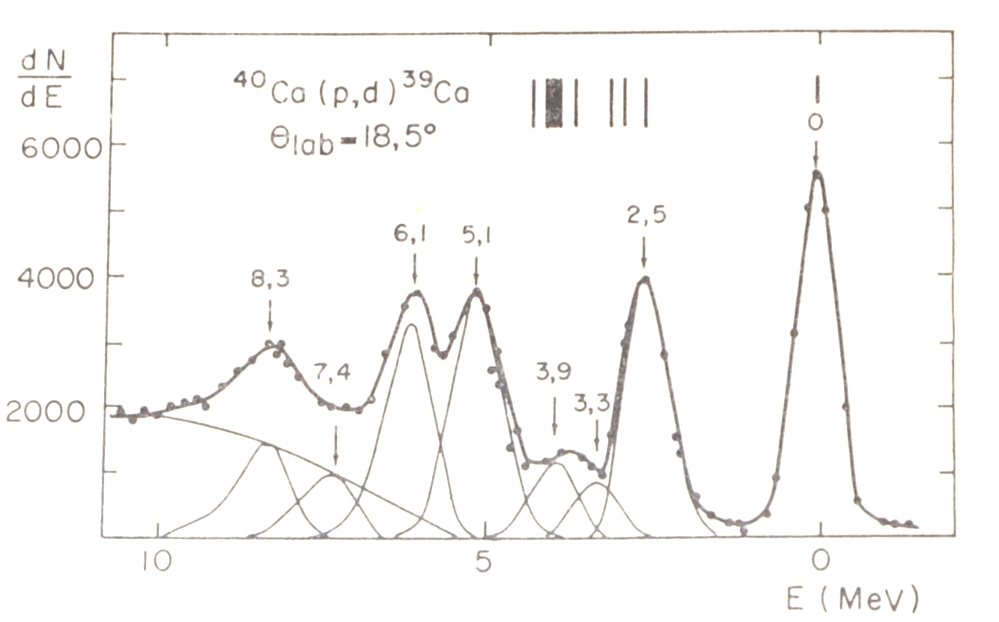 dN
dE
⁴⁰Ca (p,d) ³⁹Ca
θlab = 18,5°
0
6000
2,5
6,1
5,1
4000
8,3
7,4
3,9
3,3
2000
10
5
0
E (MeV)